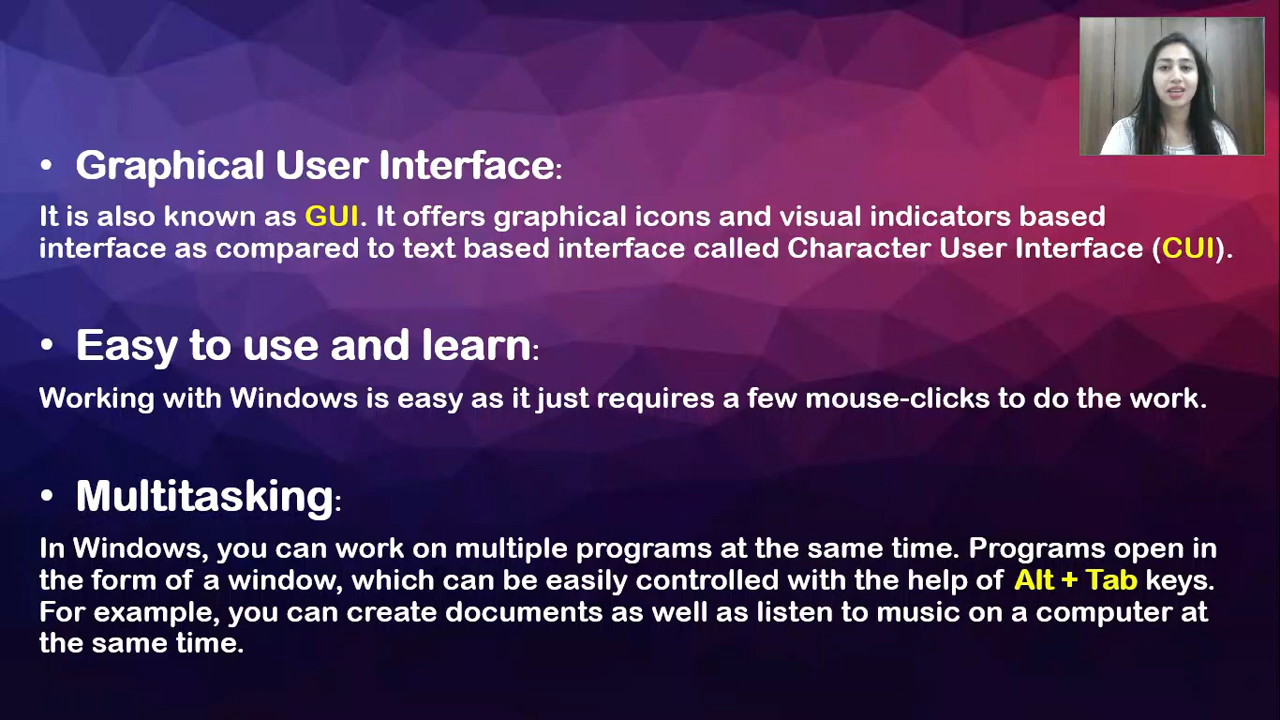 • Graphical User Interface:
It is also known as GUI. It offers graphical icons and visual indicators based
interface as compared to text based interface called Character User Interface (CUI).
• Easy to use and learn:
Working with Windows is easy as it just requires a few mouse-clicks to do the work.
• Multitasking:
In Windows, you can work on multiple programs at the same time. Programs open in
the form of a window, which can be easily controlled with the help of Alt + Tab keys.
For example, you can create documents as well as listen to music on a computer at
the same time.